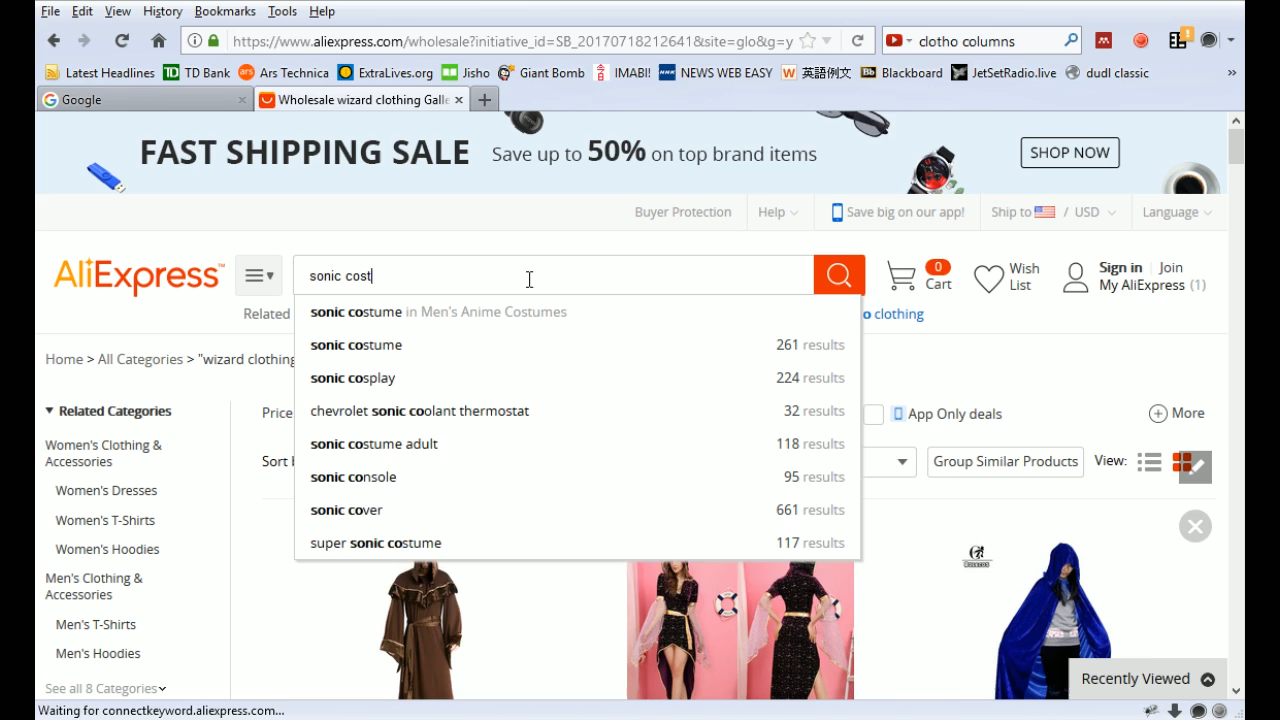 File Edit View History Bookmarks Tools Help
https://www.aliexpress.com/wholesale?initiative_id=SB_20170718212641&site=glo&g=y
clotho columns
Latest Headlines TD Bank Ars Technica ExtraLives.org Jisho Giant Bomb IMABI! NEWS WEB EASY 英語例文 Blackboard JetSetRadio.live dudl classic »
Google × Wholesale wizard clothing Galle ×
FAST SHIPPING SALE Save up to 50% on top brand items SHOP NOW
Buyer Protection Help Save big on our app! Ship to / USD Language
AliExpress™ sonic cost 0 Cart Wish List Sign in Join My AliExpress (1)
Related o clothing
sonic costume in Men's Anime Costumes
sonic costume 261 results
sonic cosplay 224 results
chevrolet sonic coolant thermostat 32 results
sonic costume adult 118 results
sonic console 95 results
sonic cover 661 results
super sonic costume 117 results
Home > All Categories > "wizard clothing
Related Categories
Women's Clothing &
Accessories
Women's Dresses
Women's T-Shirts
Women's Hoodies
Men's Clothing &
Accessories
Men's T-Shirts
Men's Hoodies
See all 8 Categories
Price App Only deals More
Sort b Group Similar Products View:
Recently Viewed
Waiting for connectkeyword.aliexpress.com...